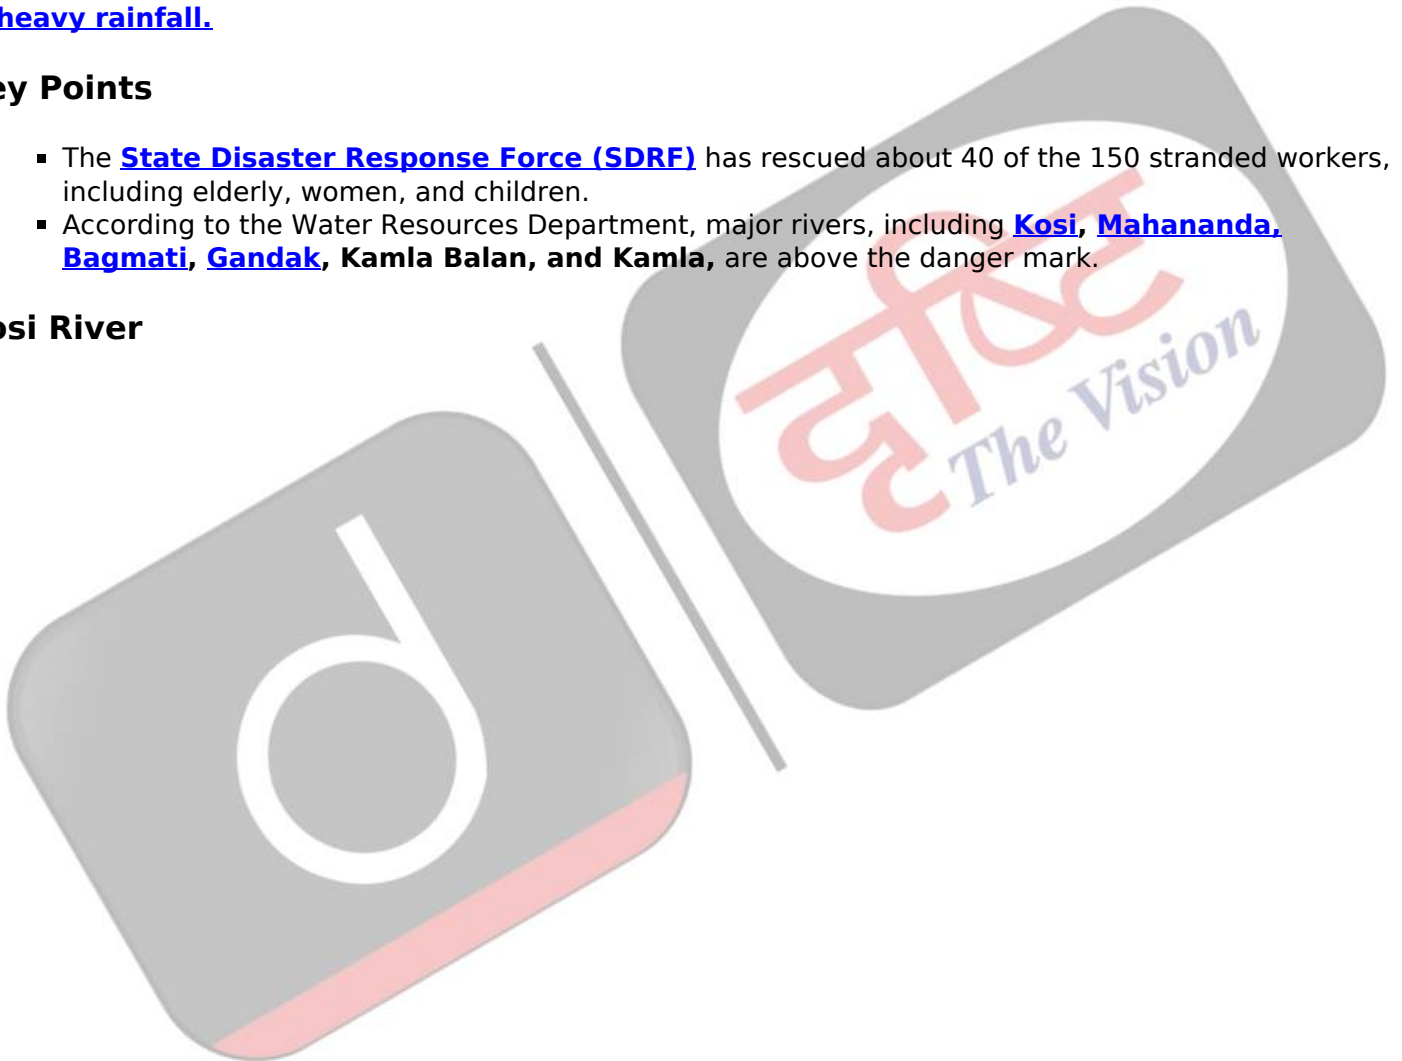 heavy rainfall.
ey Points
▪ The State Disaster Response Force (SDRF) has rescued about 40 of the 150 stranded workers,
including elderly, women, and children.
▪ According to the Water Resources Department, major rivers, including Kosi, Mahananda,
Bagmati, Gandak, Kamla Balan, and Kamla, are above the danger mark.
osi River
दृष्टि
The Vision
d